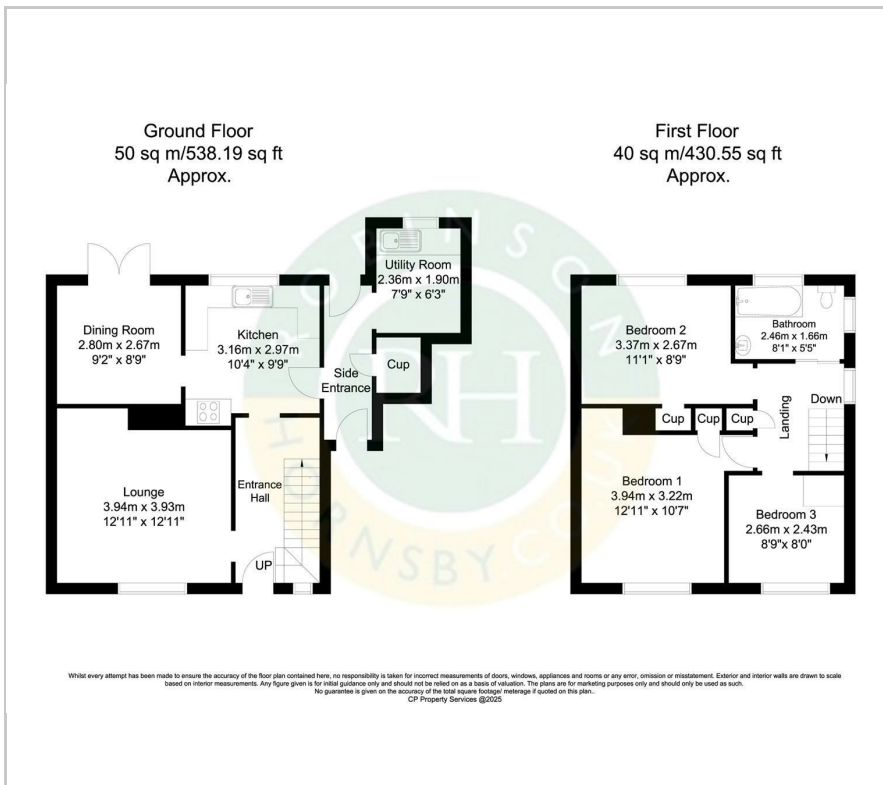 Ground Floor
50 sq m/538.19 sq ft
Approx.
First Floor
40 sq m/430.55 sq ft
Approx.
Utility Room
2.36m x 1.90m
7'9" x 6'3"
Dining Room
2.80m x 2.67m
9'2" x 8'9"
Kitchen
3.16m x 2.97m
10'4" x 9'9"
Side
Entrance
Cup
Lounge
3.94m x 3.93m
12'11" x 12'11"
Entrance
Hall
UP
Bedroom 2
3.37m x 2.67m
11'1" x 8'9"
Bathroom
2.46m x 1.66m
8'1" x 5'5"
Cup
Cup
Cup
Landing
Down
Bedroom 1
3.94m x 3.22m
12'11" x 10'7"
Bedroom 3
2.66m x 2.43m
8'9"x 8'0"
ROBINSON
RH
HORNSBY COURT
Whilst every attempt has been made to ensure the accuracy of the floor plan contained here, no responsibility is taken for incorrect measurements of doors, windows, appliances and rooms or any error, omission or misstatement. Exterior and interior walls are drawn to scale
based on interior measurements. Any figure given is for initial guidance only and should not be relied on as a basis of valuation. The plans are for marketing purposes only and should only be used as such.
No guarantee is given on the accuracy of the total square footage/ meterage if quoted on this plan..
CP Property Services @2025